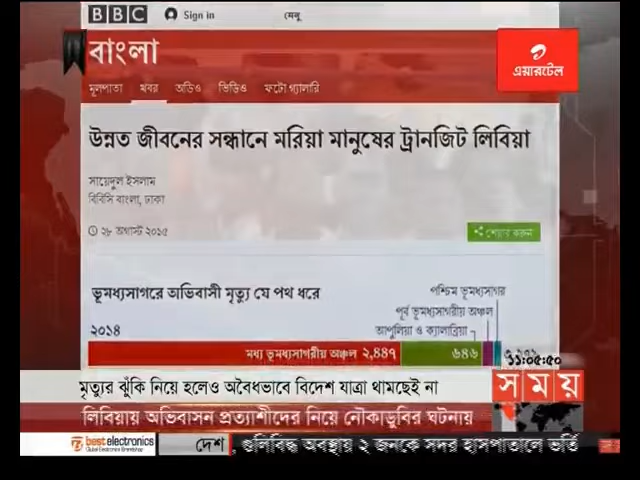 BBC Sign in মেনু
বাংলা
এয়ারটেল
মূলপাতা খবর অডিও ভিডিও ফটো গ্যালারি
উন্নত জীবনের সন্ধানে মরিয়া মানুষের ট্রানজিট লিবিয়া
সায়েদুল ইসলাম
বিবিসি বাংলা, ঢাকা
২৮ অগাস্ট ২০১৫
শেয়ার করুন
ভূমধ্যসাগরে অভিবাসী মৃত্যু যে পথ ধরে
পশ্চিম ভূমধ্যসাগর
পূর্ব ভূমধ্যসাগরীয় অঞ্চল
আপুলিয়া ও ক্যালাব্রিয়া
২০১৪
মধ্য ভূমধ্যসাগরীয় অঞ্চল ২,৪৪৭ ৬৪৬
১১:০৫:৫০
মৃত্যুর ঝুঁকি নিয়ে হলেও অবৈধভাবে বিদেশ যাত্রা থামছেই না
সময়
লিবিয়ায় অভিবাসন প্রত্যাশীদের নিয়ে নৌকাডুবির ঘটনায়
best electronics
Global Electronics Brandshop
দেশ , গুলিবিদ্ধ অবস্থায় ২ জনকে সদর হাসপাতালে ভর্তি